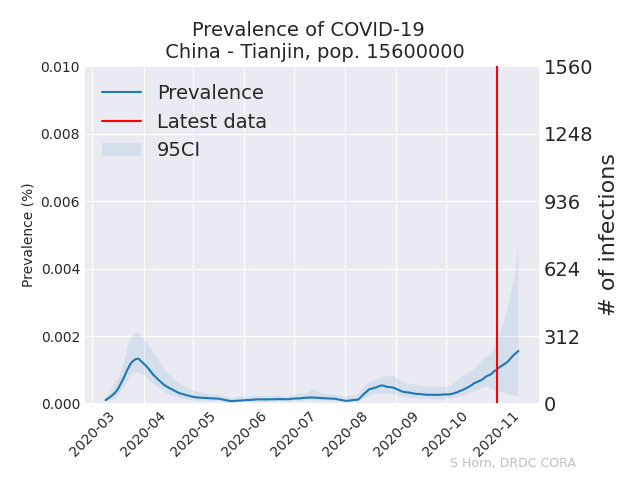 Prevalence of COVID-19
China - Tianjin, pop. 15600000
Prevalence
Latest data
95CI
0.010
0.008
0.006
0.004
0.002
0.000
Prevalence (%)
1560
1248
936
624
312
0
# of infections
2020-03
2020-04
2020-05
2020-06
2020-07
2020-08
2020-09
2020-10
2020-11
S Horn, DRDC CORA